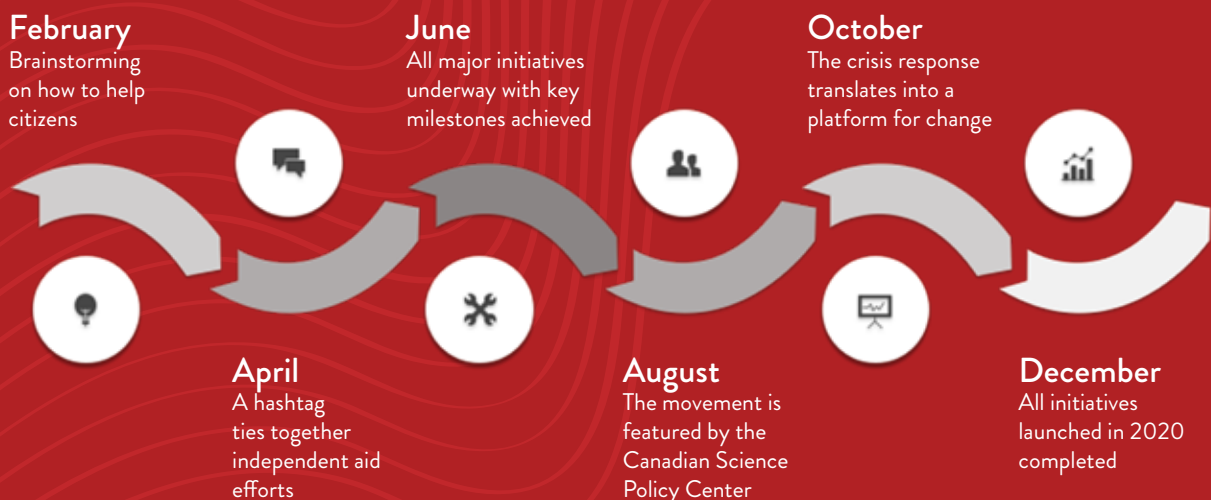 February
Brainstorming
on how to help
citizens
April
A hashtag
ties together
independent aid
efforts
June
All major initiatives
underway with key
milestones achieved
August
The movement is
featured by the
Canadian Science
Policy Center
October
The crisis response
translates into a
platform for change
December
All initiatives
launched in 2020
completed